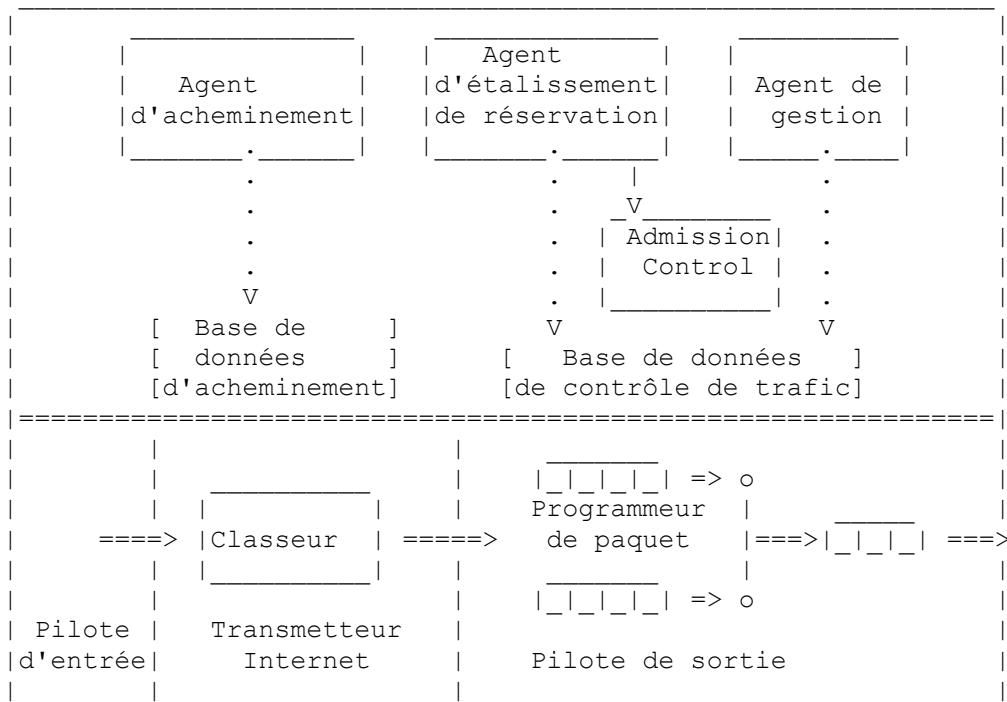 Agent
d'acheminement
Agent
d'étalissement
de réservation
Agent de
gestion
Admission
Control
[ Base de ]
[ données ]
[d'acheminement]
[ Base de données ]
[de contrôle de trafic]
Classeur
Programmeur
de paquet
Pilote
d'entrée
Transmetteur
Internet
Pilote de sortie